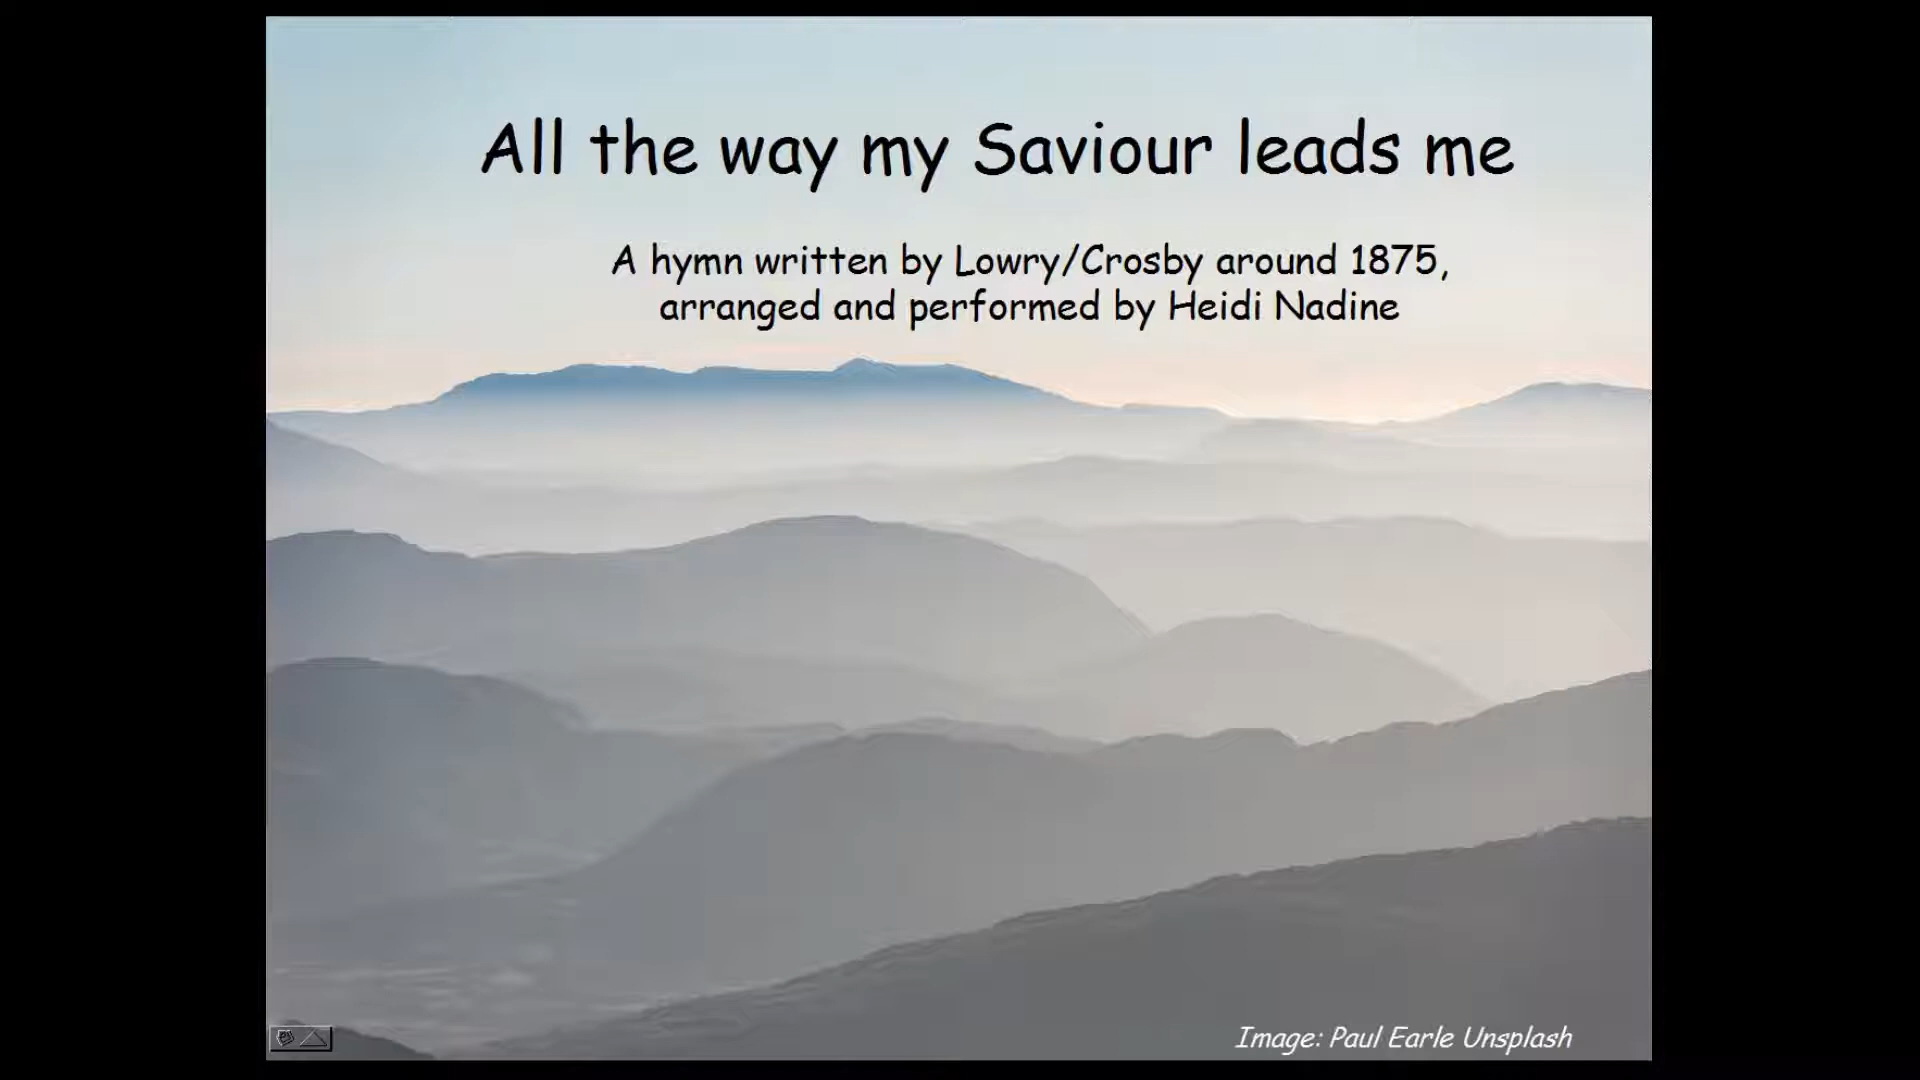 All the way my Saviour leads me
A hymn written by Lowry/Crosby around 1875,
arranged and performed by Heidi Nadine
Image: Paul Earle Unsplash